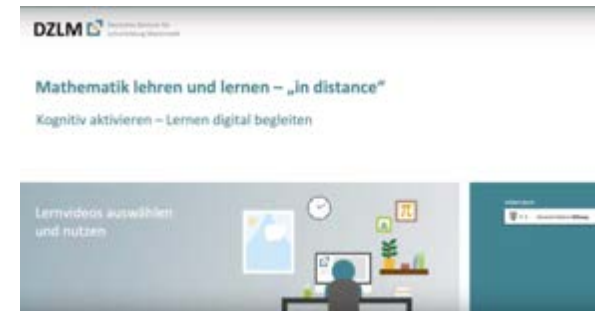 DZLM
Mathematik lehren und lernen – „in distance“
Kognitiv aktivieren – Lernen digital begleiten
Lernvideos auswählen
und nutzen
π